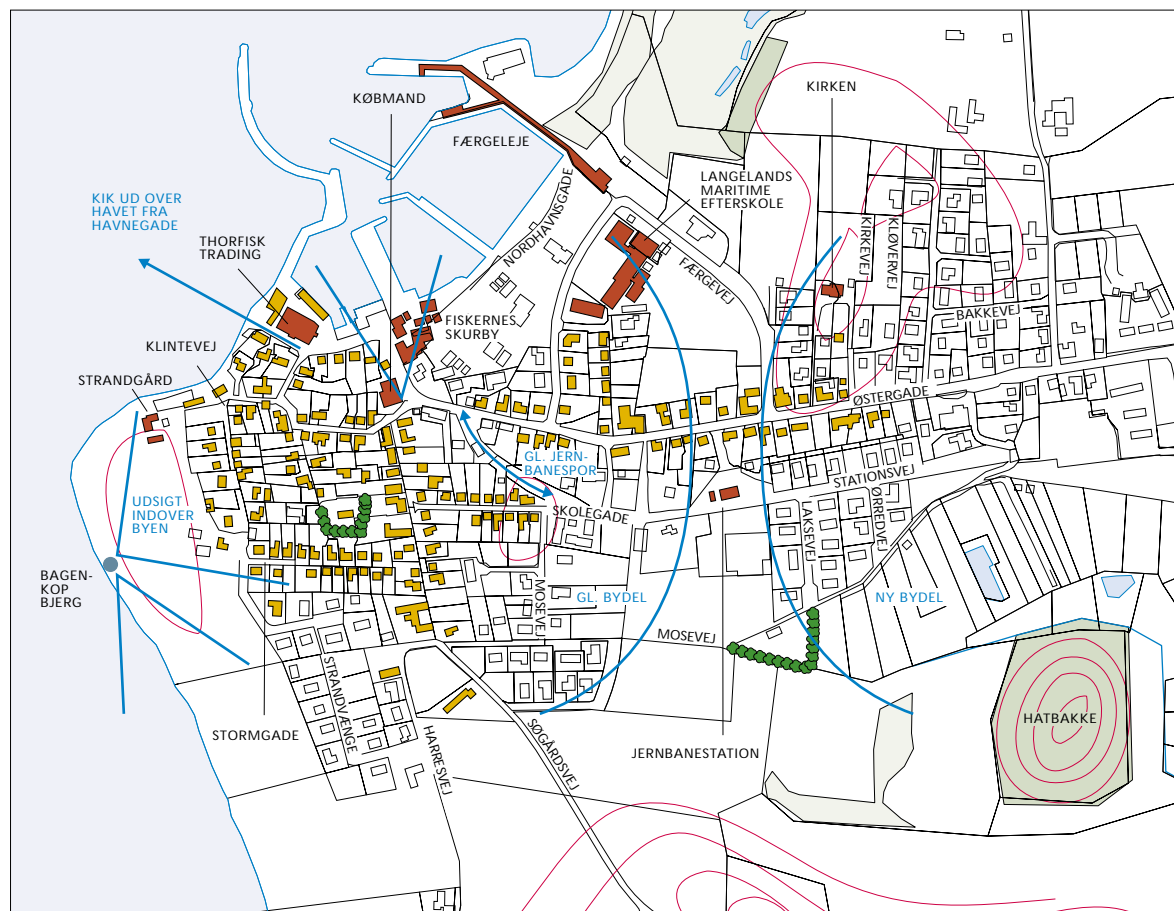 KØBMAND
KIRKEN
FÆRGELEJE
LANGELANDS
MARITIME
EFTERSKOLE
KIK UD OVER
HAVET FRA
HAVNEGADE
NORDHAVNSGADE
KIRKEVEJ
KLØVERVEJ
THORFISK
TRADING
FÆRGEVEJ
FISKERNES
SKURBY
BAKKEVEJ
KLINTEVEJ
STRANDGÅRD
ØSTERGADE
GL. JERN-
BANESPOR
STATIONSVEJ
UDSIGT
INDOVER
BYEN
SKOLEGADE
LAKSEVEJ
ØRREDVEJ
BAGEN-
KOP
BJERG
MOSEVEJ
GL. BYDEL
NY BYDEL
MOSEVEJ
STRANDVÆNGE
STORMGADE
HARRESVEJ
SØGÅRDSVEJ
JERNBANESTATION
HATBAKKE